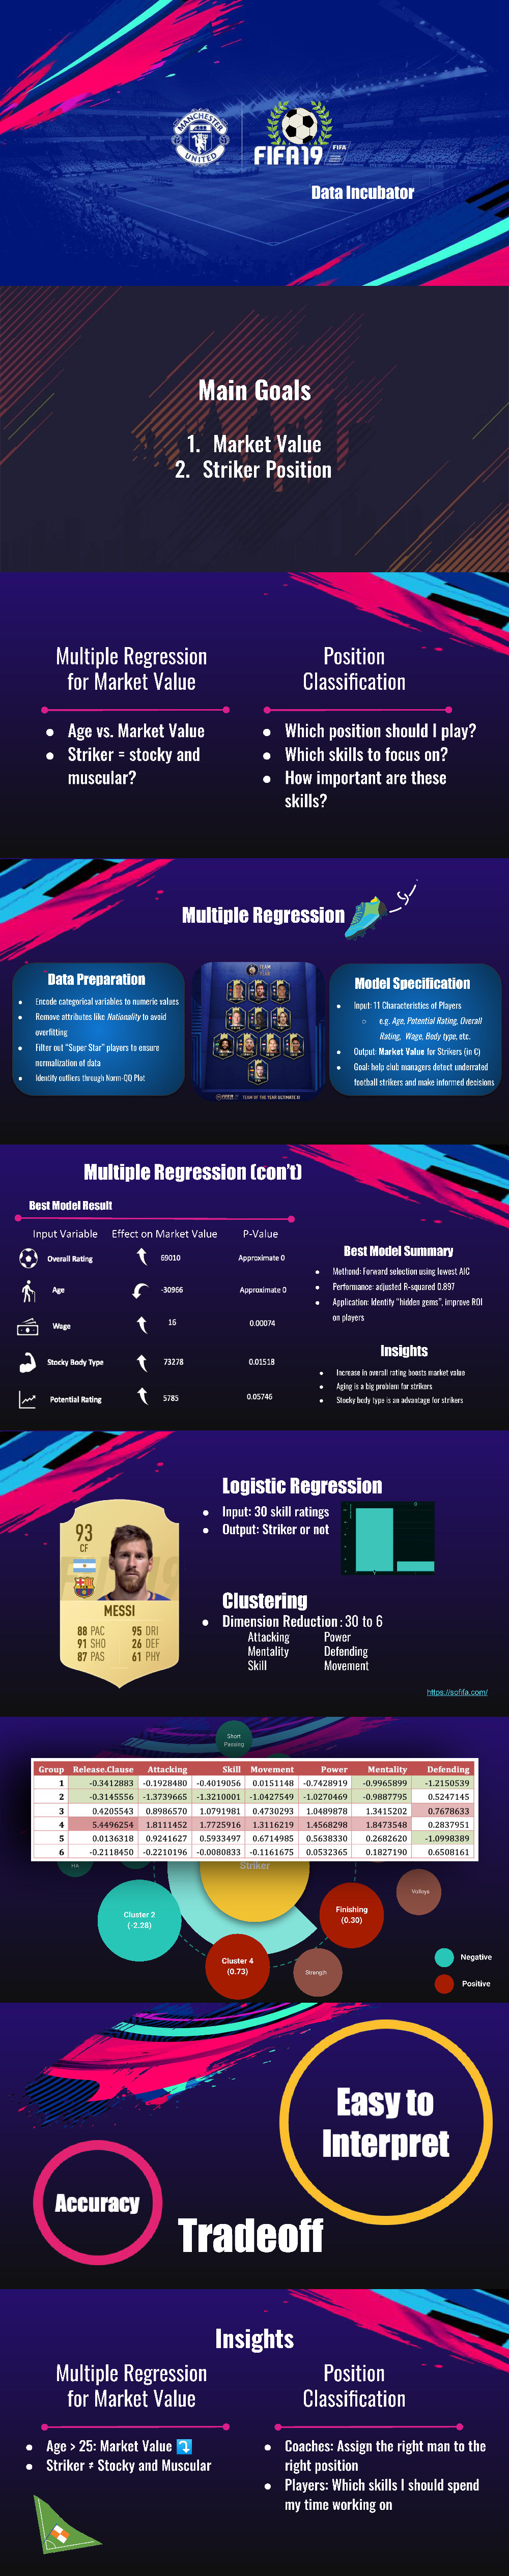 MANCHESTER
UNITED
FIFA19
FIFA
Data Incubator
Main Goals
1. Market Value
2. Striker Position
Multiple Regression
for Market Value
● Age vs. Market Value
● Striker = stocky and
muscular?
Position
Classification
● Which position should I play?
● Which skills to focus on?
● How important are these
skills?
Multiple Regression
Data Preparation
● Encode categorical variables to numeric values
● Remove attributes like Nationality to avoid
overfitting
● Filter out "Super Star" players to ensure
normalization of data
● Identify outliers through Norm-QQ Plot
TEAM
YEAR
TEAM OF THE YEAR ULTIMATE XI
Model Specification
● Input: 11 Characteristics of Players
○ e.g. Age, Potential Rating, Overall
Rating, Wage, Body type, etc.
● Output: Market Value for Strikers (in €)
● Goal: help club managers detect underrated
football strikers and make informed decisions
Multiple Regression (con't)
Best Model Result
Input Variable Effect on Market Value P-Value
Overall Rating 69010 Approximate 0
Age -30966 Approximate 0
Wage 16 0.00074
Stocky Body Type 73278 0.01518
Potential Rating 5785 0.05746
Best Model Summary
● Methond: Forward selection using lowest AIC
● Performance: adjusted R-squared 0.897
● Application: Identify "hidden gems", improve ROI
on players
Insights
● Increase in overall rating boosts market value
● Aging is a big problem for strikers
● Stocky body type is an advantage for strikers
93
CF
MESSI
88 PAC 95 DRI
91 SHO 26 DEF
87 PAS 61 PHY
Logistic Regression
● Input: 30 skill ratings
● Output: Striker or not
Clustering
● Dimension Reduction : 30 to 6
Attacking Power
Mentality Defending
Skill Movement
https://sofifa.com/
Short
Passing
Group Release.Clause Attacking Skill Movement Power Mentality Defending
1 -0.3412883 -0.1928480 -0.4019056 0.0151148 -0.7428919 -0.9965899 -1.2150539
2 -0.3145556 -1.3739665 -1.3210001 -1.0427549 -1.0270469 -0.9887795 0.5247145
3 0.4205543 0.8986570 1.0791981 0.4730293 1.0489878 1.3415202 0.7678633
4 5.4496254 1.8111452 1.7725916 1.3116219 1.4568298 1.8473548 0.2837951
5 0.0136318 0.9241627 0.5933497 0.6714985 0.5638330 0.2682620 -1.0998389
6 -0.2118450 -0.2210196 -0.0080833 -0.1161675 0.0532365 0.1827190 0.6508161
Striker
HA
Volleys
Cluster 2
(-2.28)
Finishing
(0.30)
Cluster 4
(0.73)
Strength
Negative
Positive
Easy to
Interpret
Accuracy
Tradeoff
Insights
Multiple Regression
for Market Value
● Age > 25: Market Value ⤵
● Striker ≠ Stocky and Muscular
Position
Classification
● Coaches: Assign the right man to the
right position
● Players: Which skills I should spend
my time working on